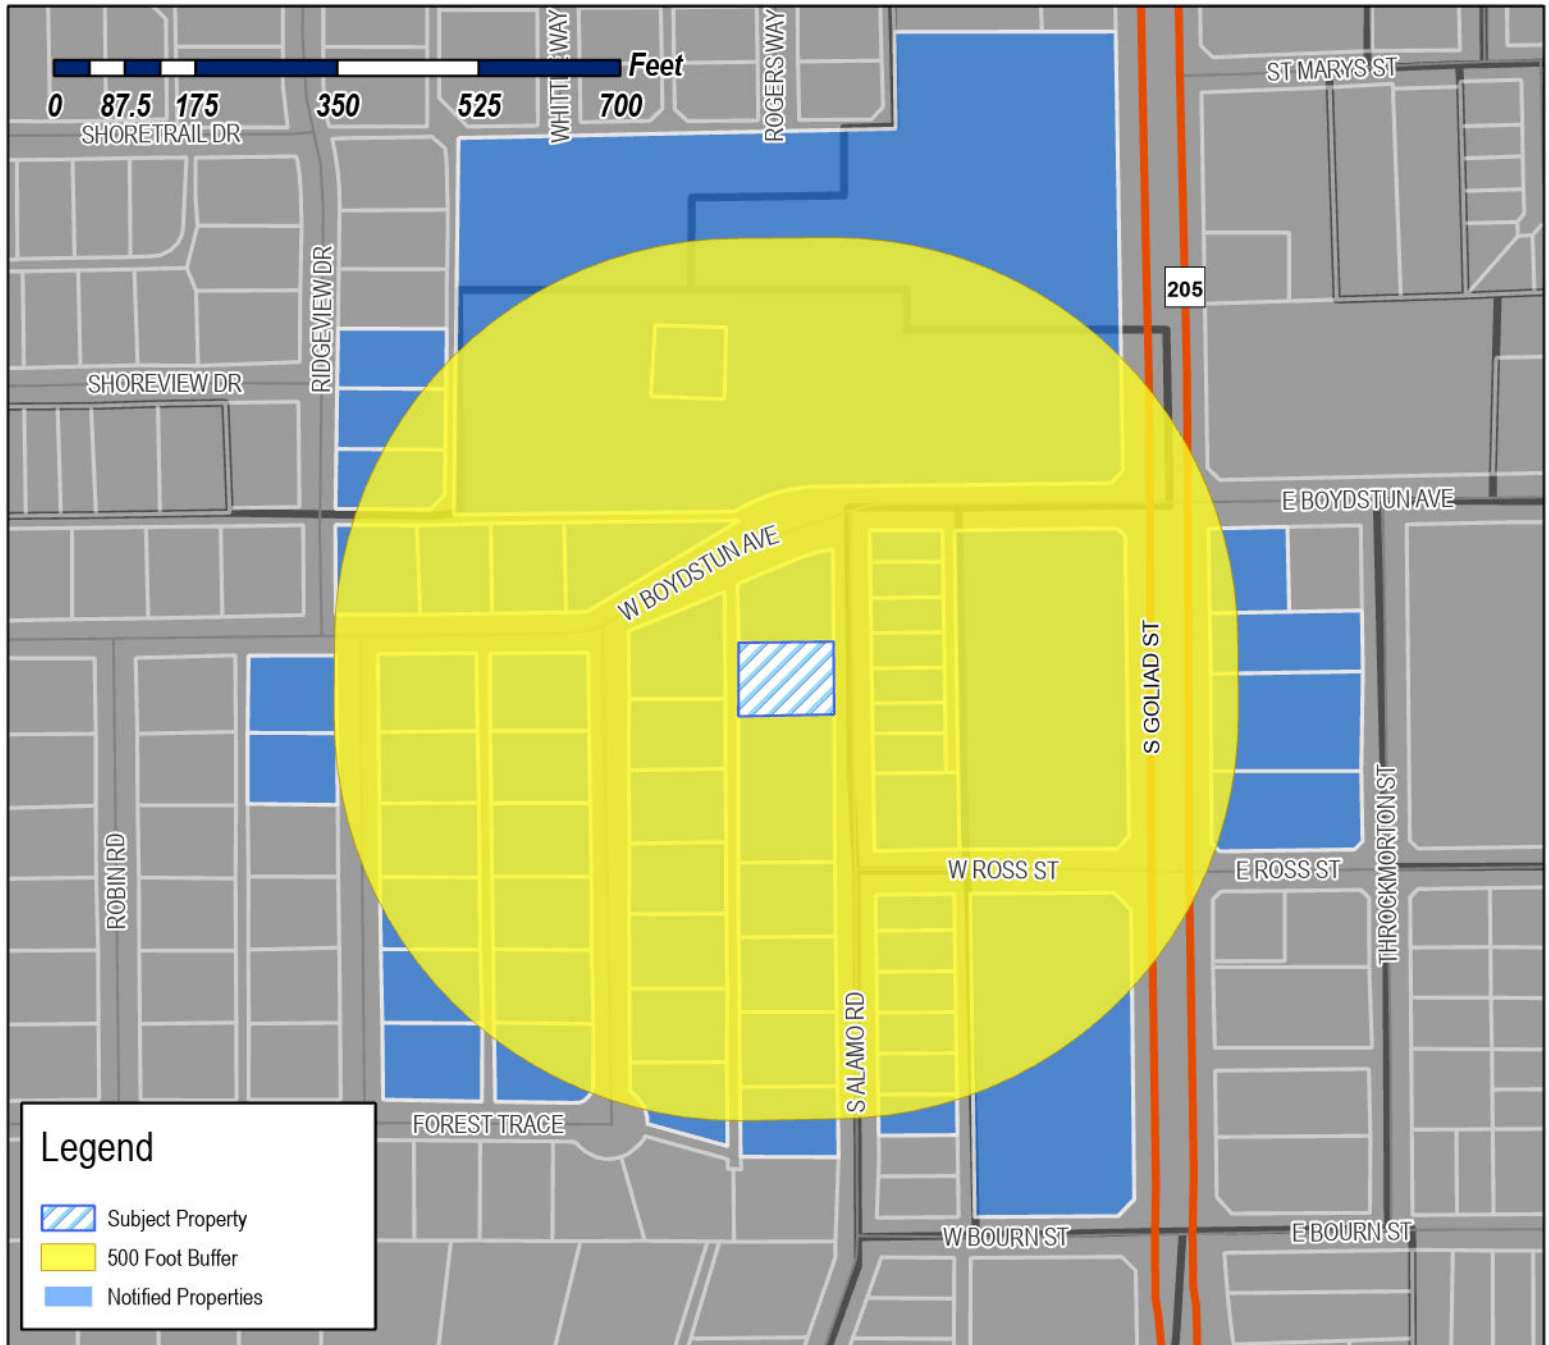 WHITTLE WAY
ROGERSWAY
Feet
0 87.5 175 350 525 700
ST MARYS ST
SHORETRAIL DR
RIDGEVIEW DR
205
SHOREVIEW DR
E BOYDSTUN AVE
W BOYDSTUN AVE
S GOLIAD ST
THROCKMORTON ST
ROBIN RD
W ROSS ST
E ROSS ST
S ALAMO RD
FOREST TRACE
W BOURN ST
E BOURN ST
Legend
Subject Property
500 Foot Buffer
Notified Properties